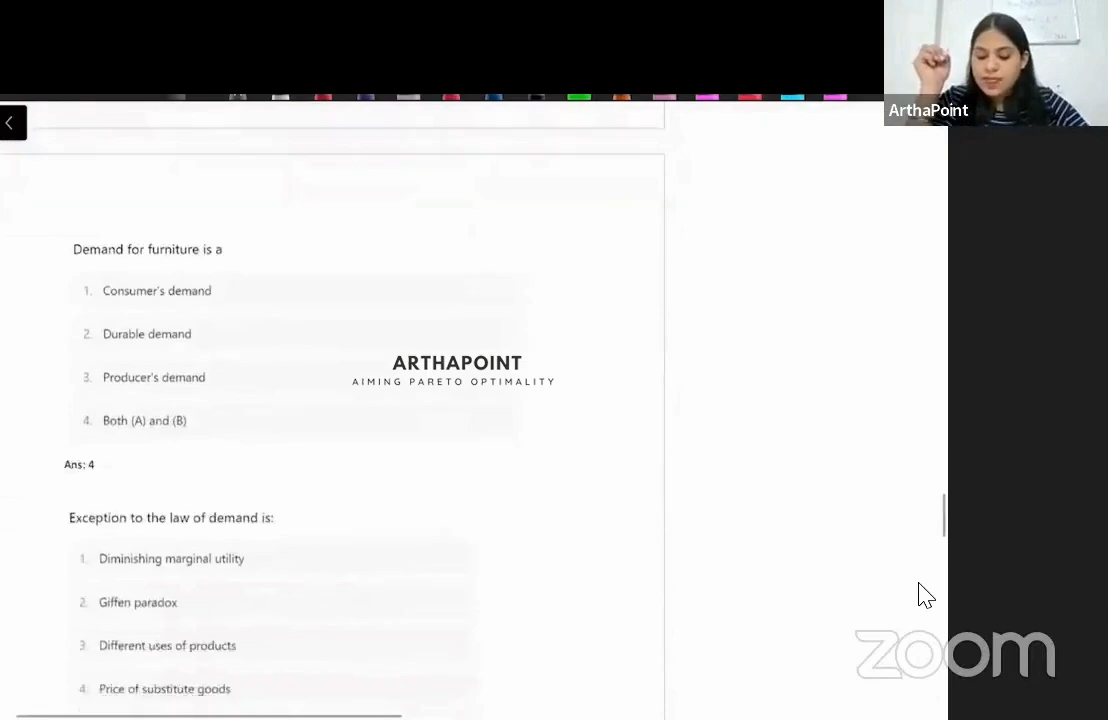 ArthaPoint
Demand for furniture is a
1. Consumer's demand
2. Durable demand
3. Producer's demand
4. Both (A) and (B)
ARTHAPOINT
AIMING PARETO OPTIMALITY
Ans: 4
Exception to the law of demand is:
1. Diminishing marginal utility
2. Giffen paradox
3. Different uses of products
4. Price of substitute goods
zoom